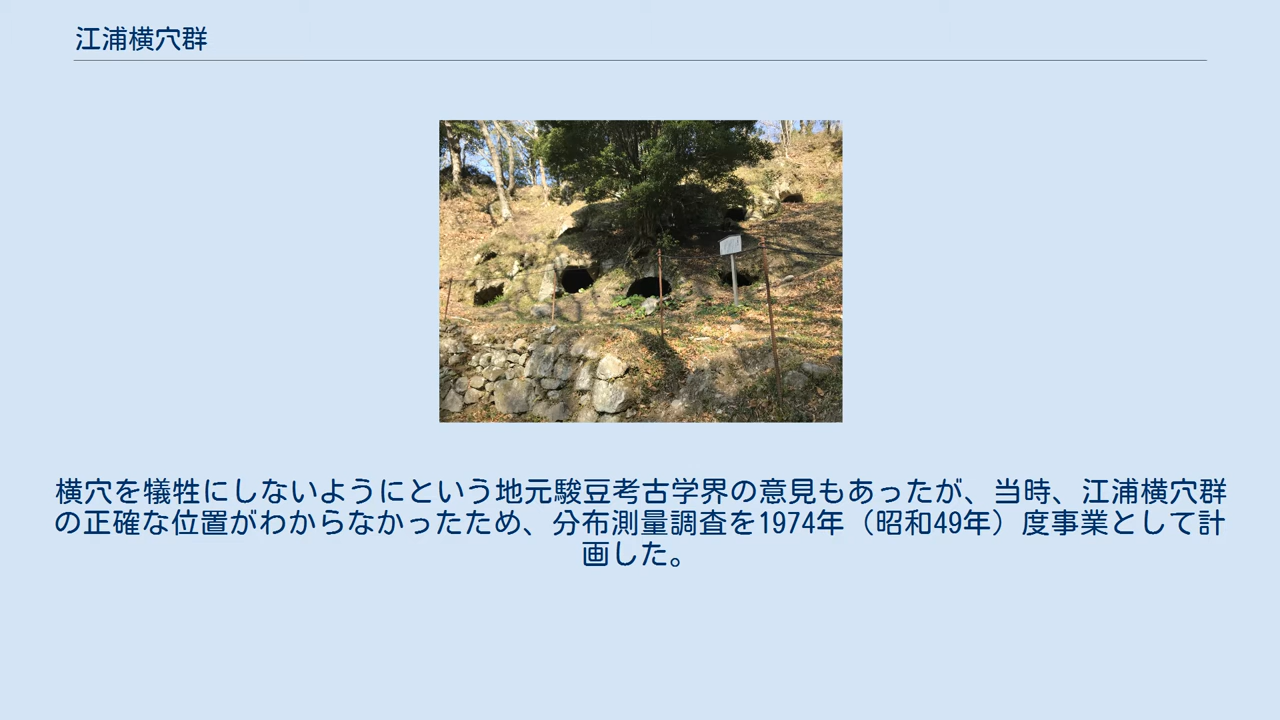 江浦横穴群
横穴を犠牲にしないようにという地元駿豆考古学界の意見もあったが、当時、江浦横穴群
の正確な位置がわからなかったため、分布測量調査を1974年（昭和49年）度事業として計
画した。